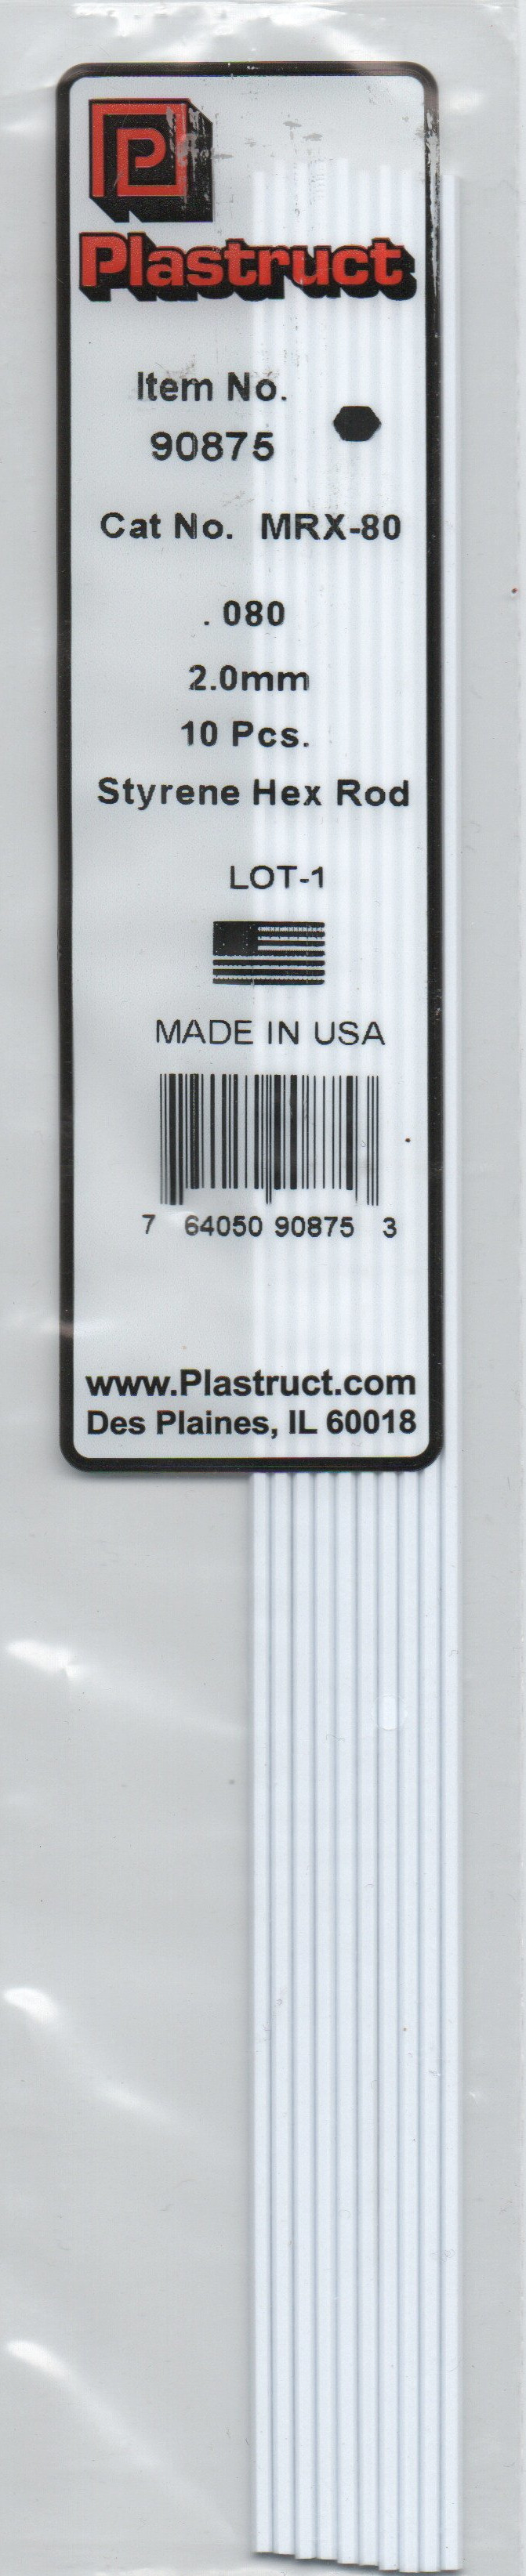 P
Plastruct
Item No.
90875
Cat No. MRX-80
.080
2.0mm
10 Pcs.
Styrene Hex Rod
LOT-1
MADE IN USA
7 64050 90875 3
www.Plastruct.com
Des Plaines, IL 60018